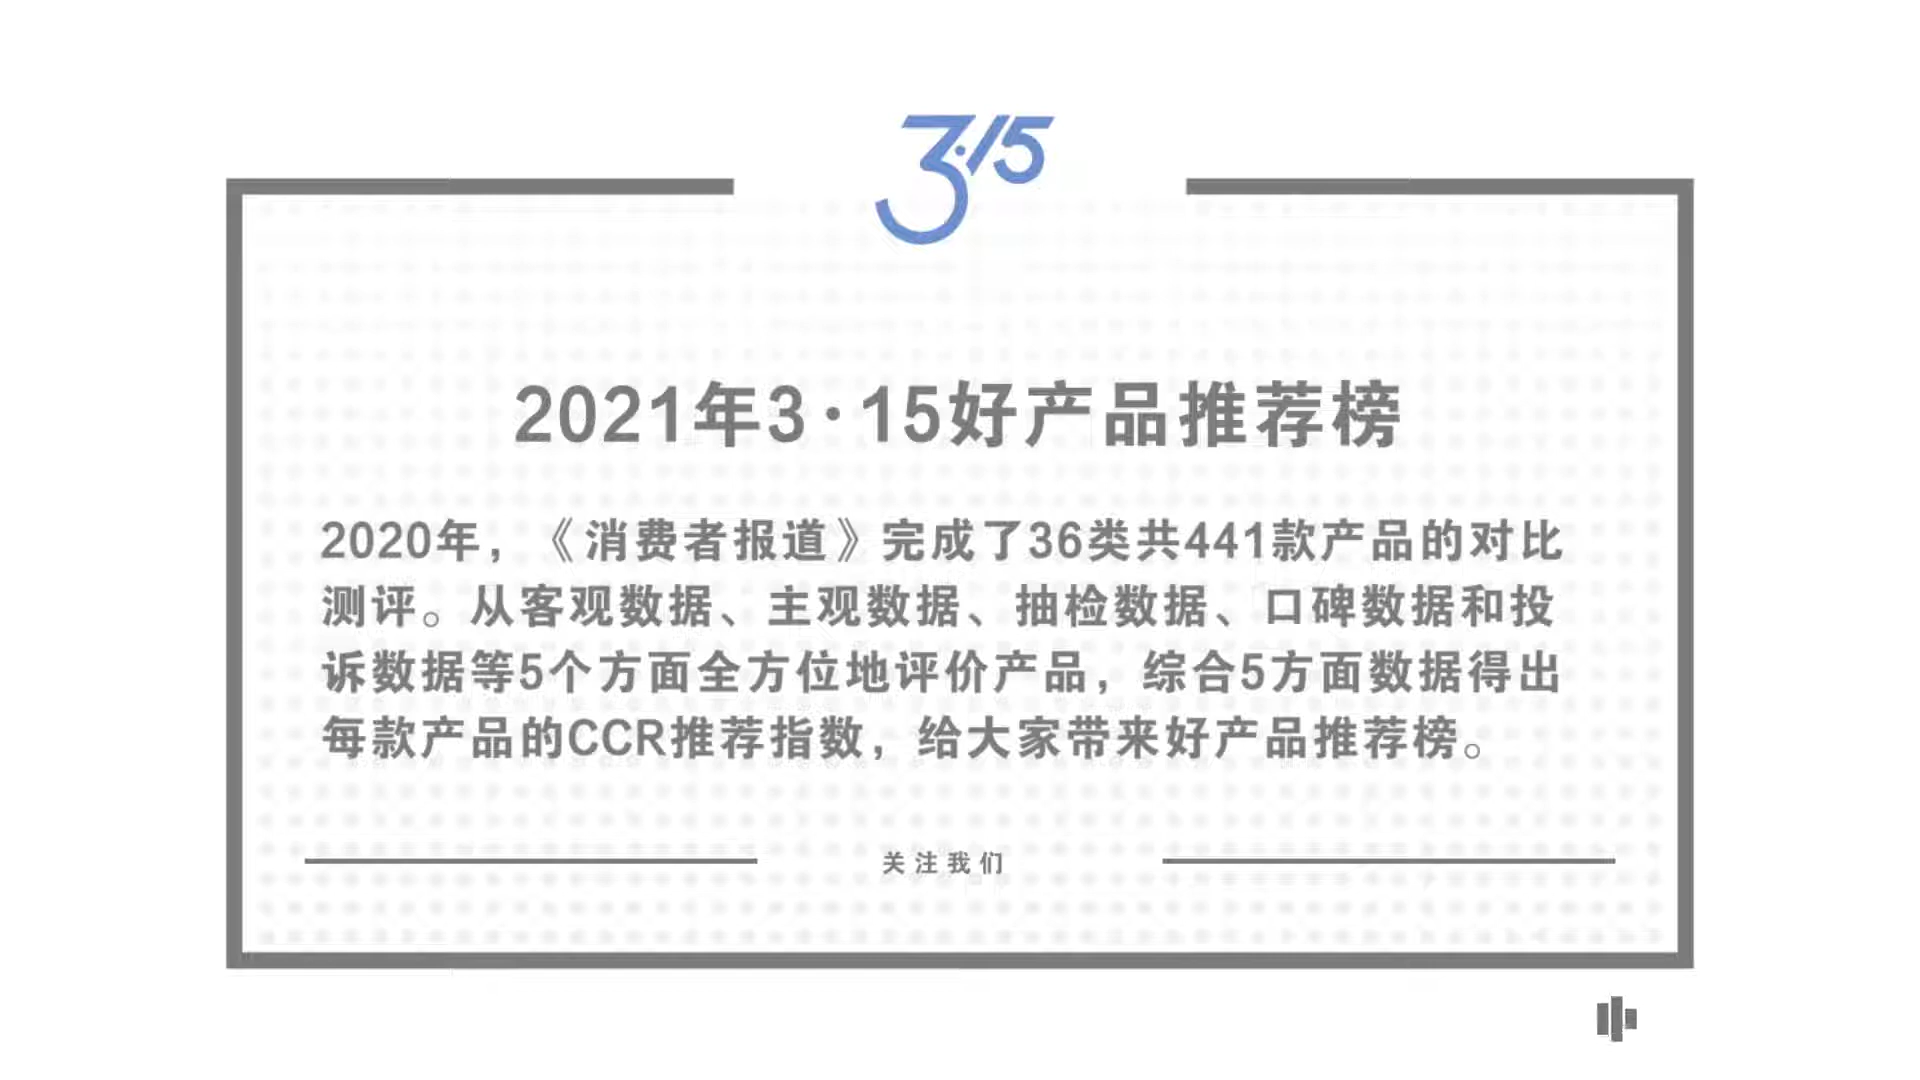 3·15
2021年3·15好产品推荐榜
2020年，《消费者报道》完成了36类共441款产品的对比
测评。从客观数据、主观数据、抽检数据、口碑数据和投
诉数据等5个方面全方位地评价产品，综合5方面数据得出
每款产品的CCR推荐指数，给大家带来好产品推荐榜。
关注我们